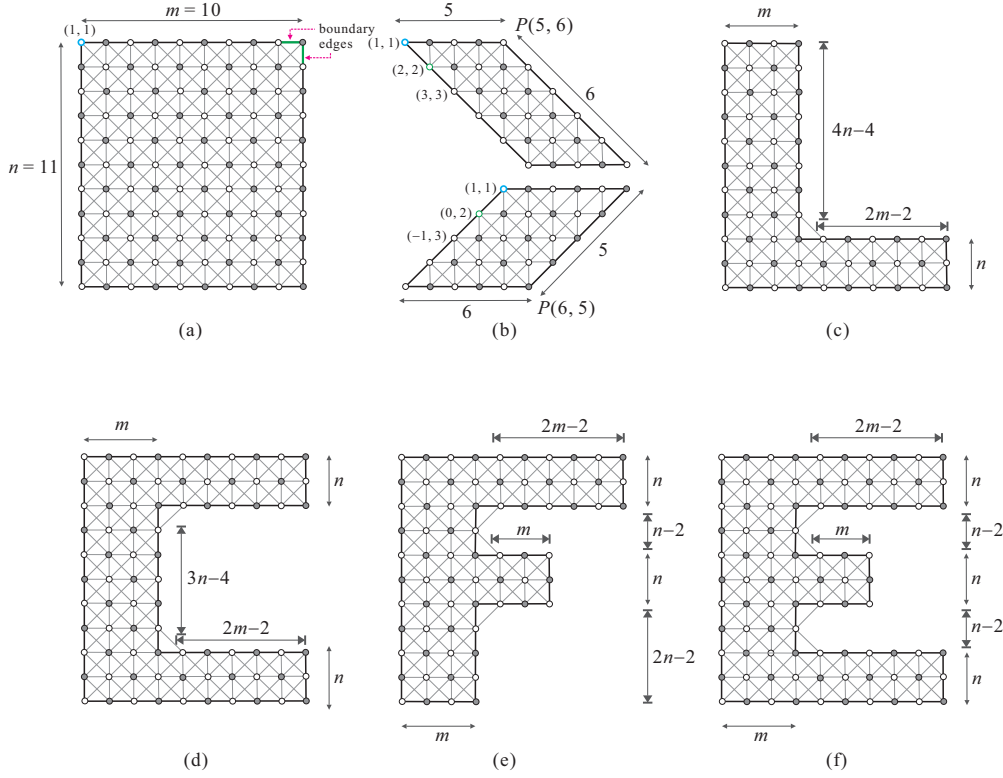 m = 10
(1, 1)
boundary
edges
n = 11
(a)
5
P(5, 6)
(1, 1)
(2, 2)
(3, 3)
6
(1, 1)
(0, 2)
(−1, 3)
5
6
P(6, 5)
(b)
m
4n−4
2m−2
n
(c)
m
n
3n−4
2m−2
n
(d)
2m−2
n
n−2
m
n
2n−2
m
(e)
2m−2
n
n−2
m
n
n−2
n
m
(f)